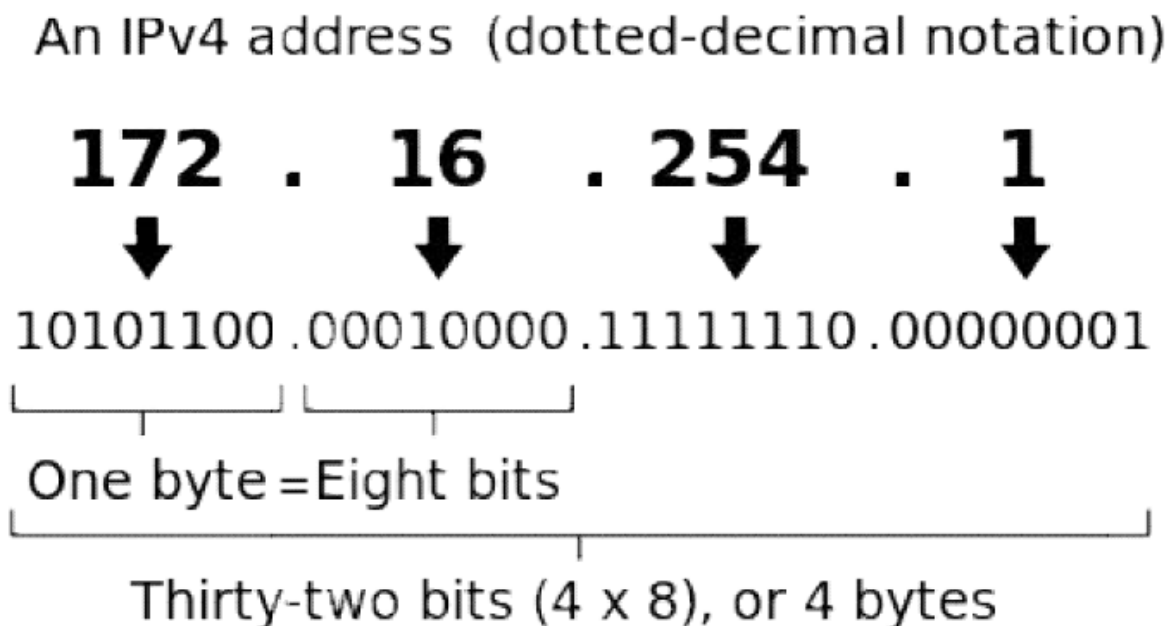 An IPv4 address (dotted-decimal notation)
172 . 16 . 254 . 1
10101100 .00010000 .11111110 .00000001
One byte =Eight bits
Thirty-two bits (4 x 8), or 4 bytes